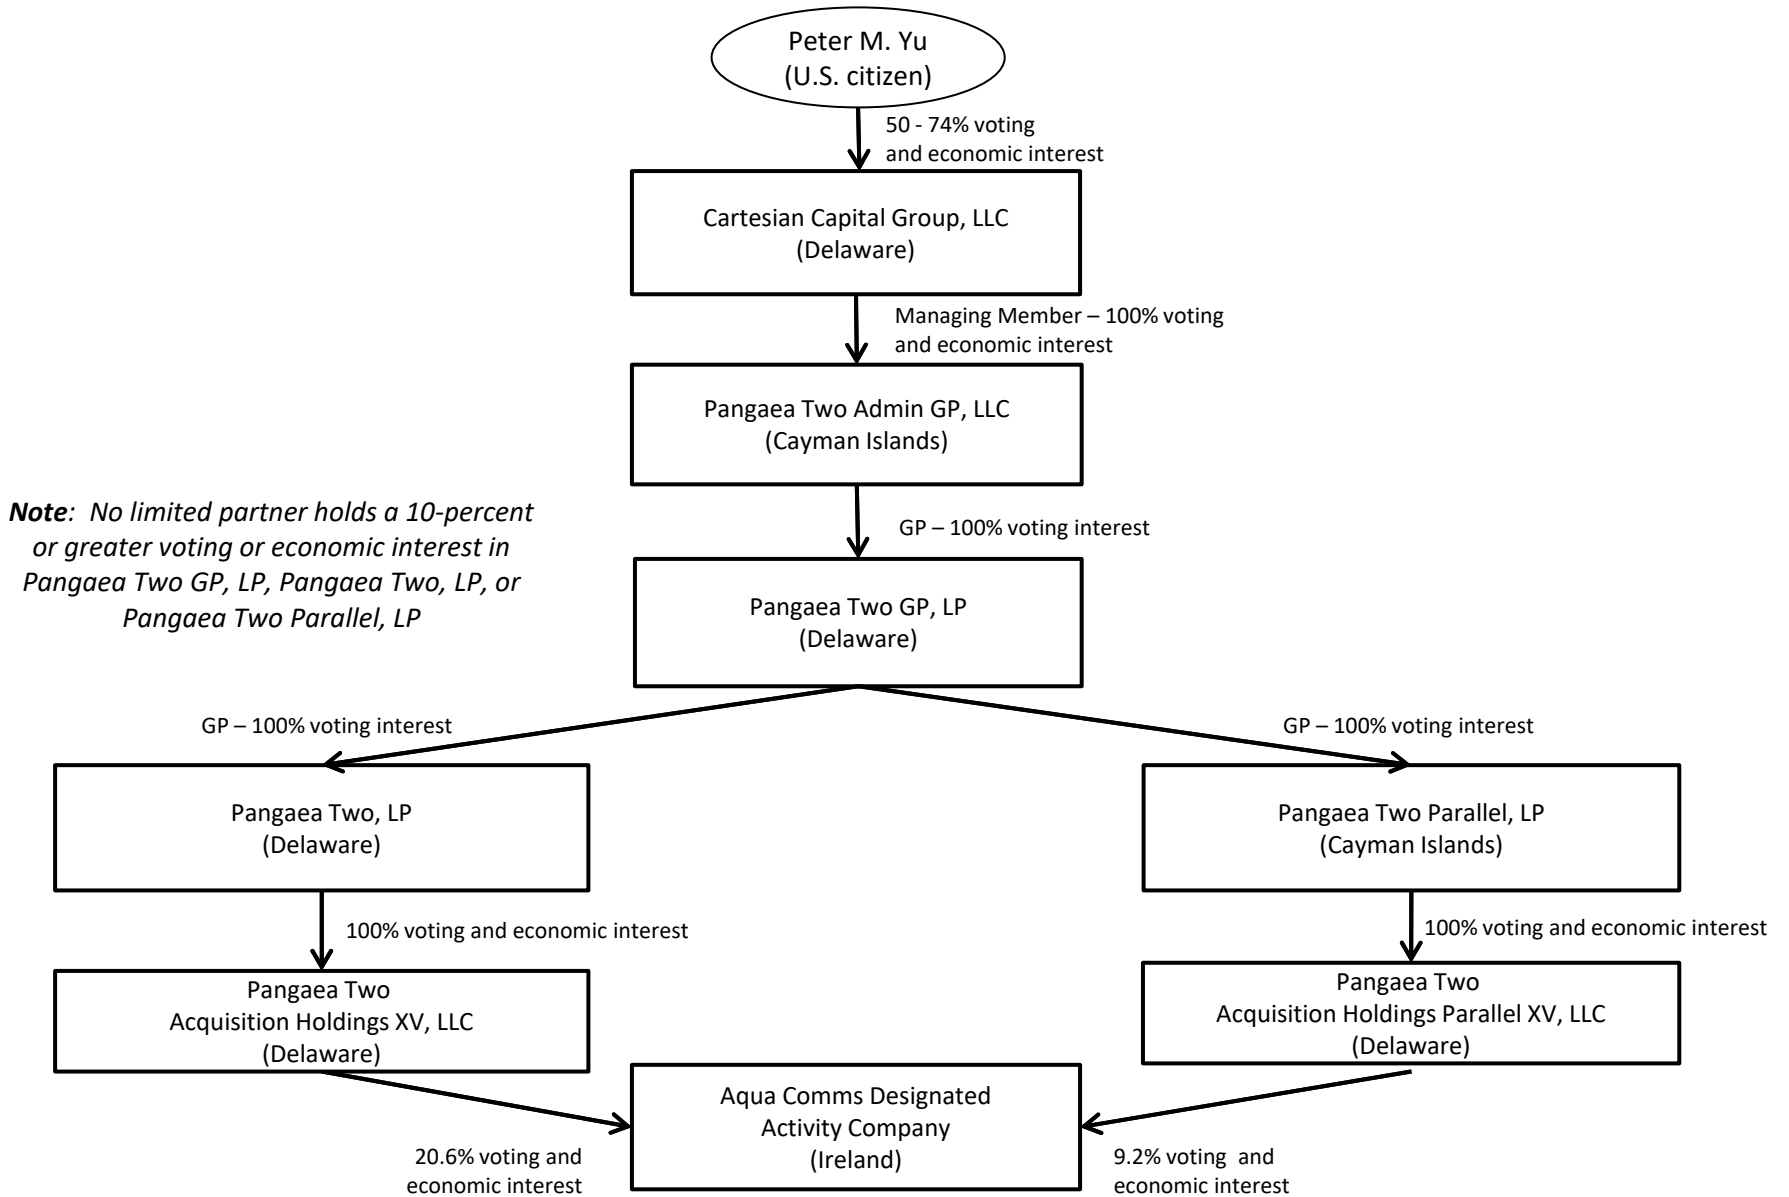 Peter M. Yu
(U.S. citizen)
50 - 74% voting
and economic interest
Cartesian Capital Group, LLC
(Delaware)
Managing Member – 100% voting
and economic interest
Pangaea Two Admin GP, LLC
(Cayman Islands)
Note:  No limited partner holds a 10-percent
or greater voting or economic interest in
Pangaea Two GP, LP, Pangaea Two, LP, or
Pangaea Two Parallel, LP
GP – 100% voting interest
Pangaea Two GP, LP
(Delaware)
GP – 100% voting interest
GP – 100% voting interest
Pangaea Two, LP
(Delaware)
Pangaea Two Parallel, LP
(Cayman Islands)
100% voting and economic interest
100% voting and economic interest
Pangaea Two
Acquisition Holdings XV, LLC
(Delaware)
Pangaea Two
Acquisition Holdings Parallel XV, LLC
(Delaware)
Aqua Comms Designated
Activity Company
(Ireland)
20.6% voting and
economic interest
9.2% voting  and
economic interest